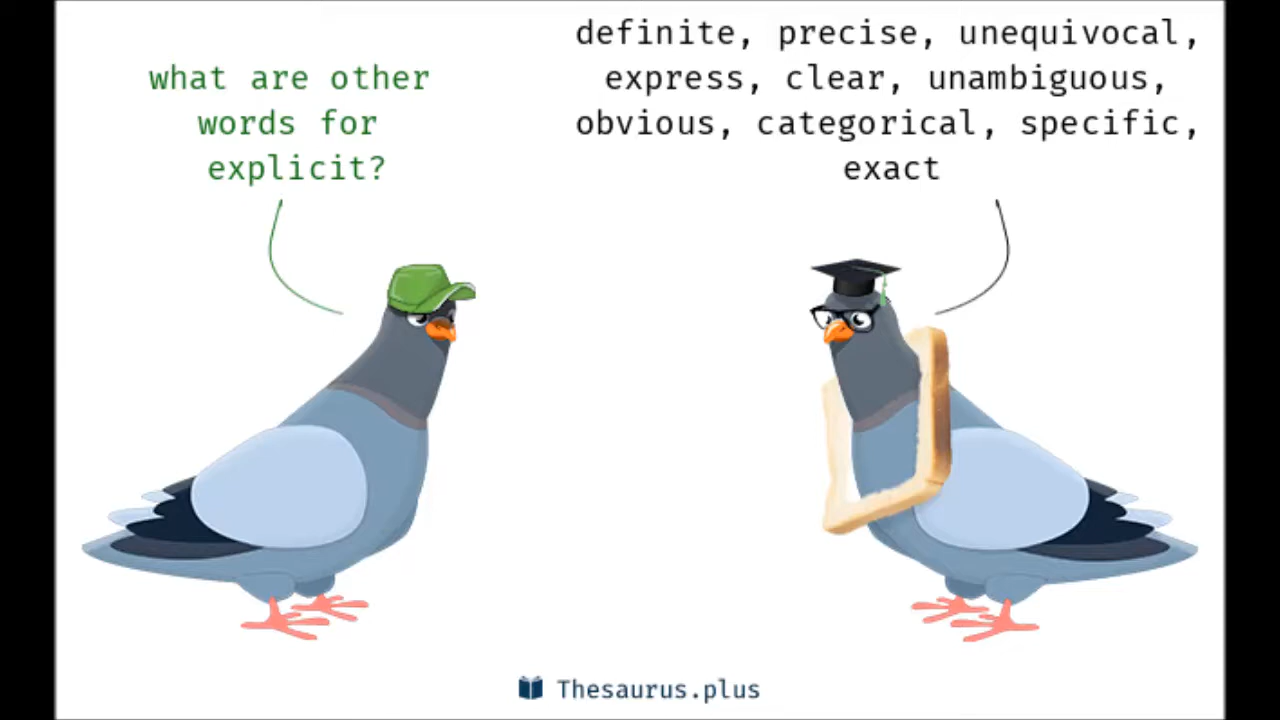 what are other
words for
explicit?
definite, precise, unequivocal,
express, clear, unambiguous,
obvious, categorical, specific,
exact
Thesaurus.plus